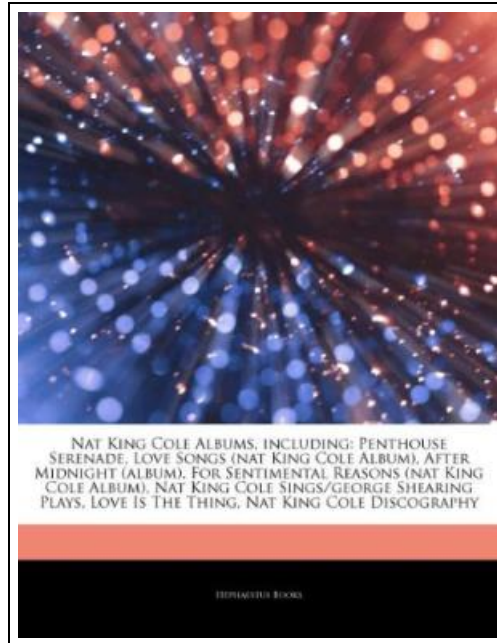 Nat King Cole Albums, including: Penthouse
Serenade, Love Songs (nat King Cole Album), After
Midnight (album), For Sentimental Reasons (nat King
Cole Album), Nat King Cole Sings/george Shearing
Plays, Love Is The Thing, Nat King Cole Discography
Hephaestus Books